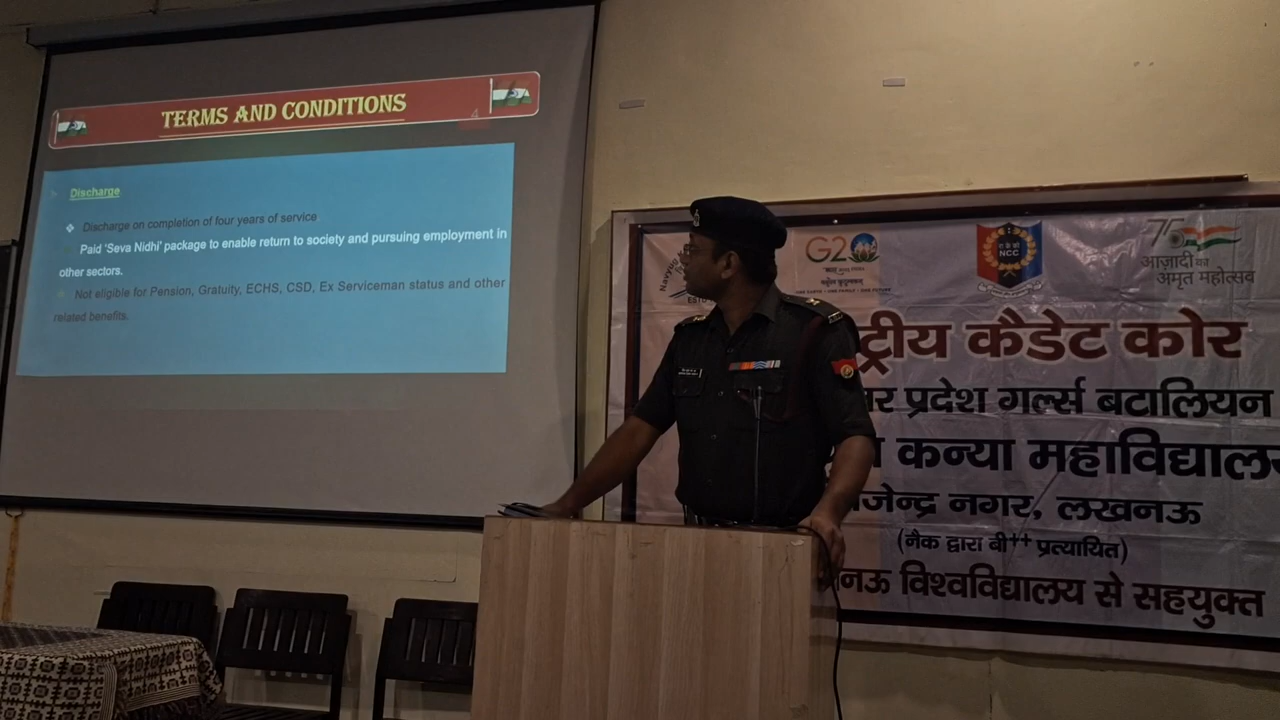 TERMS AND CONDITIONS
4
Discharge
Discharge on completion of four years of service
Paid 'Seva Nidhi' package to enable return to society and pursuing employment in
other sectors.
Not eligible for Pension, Gratuity, ECHS, CSD, Ex Serviceman status and other
related benefits.
G20
NCC
75
आज़ादी का
अमृत महोत्सव
ट्रीय कैडेट कोर
प्रदेश गर्ल्स बटालियन
कन्या महाविद्यालय
नगर, लखनऊ
(नैक द्वारा बी++ प्रत्यायित)
विश्वविद्यालय से सहयुक्त